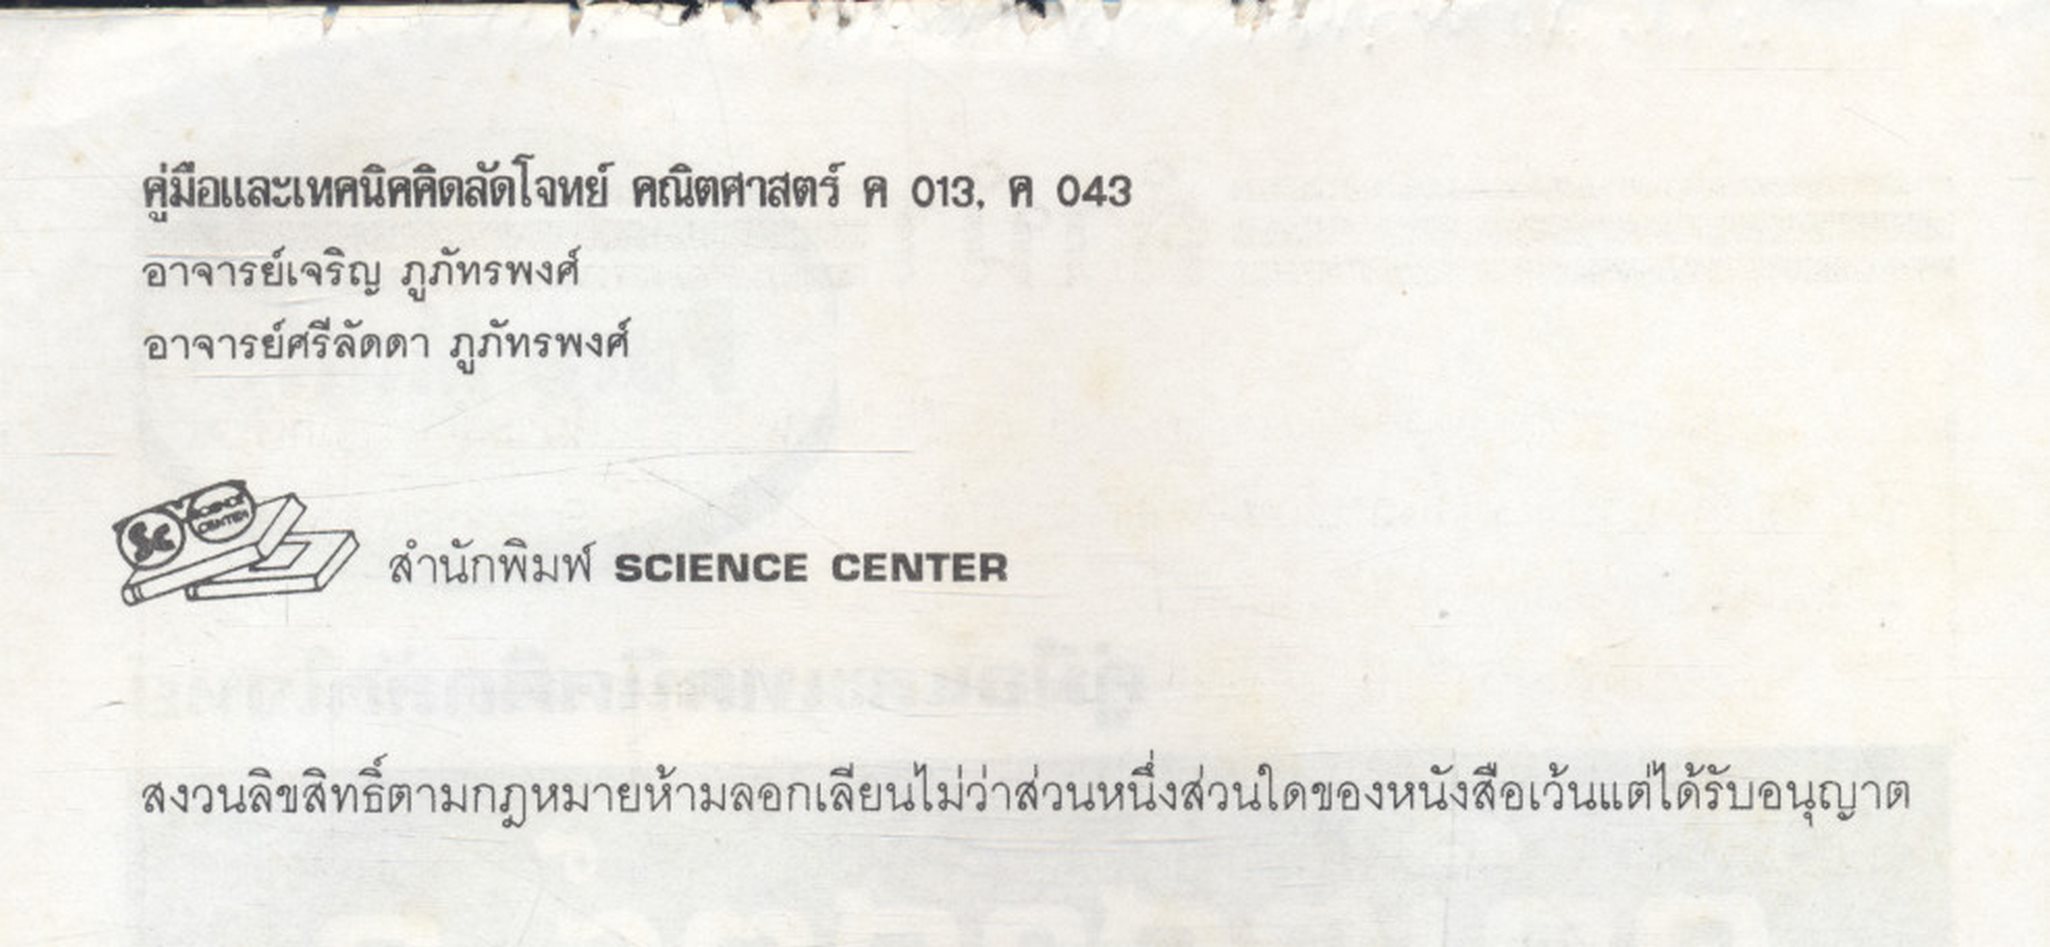 คู่มือและเทคนิคคิดลัดโจทย์ คณิตศาสตร์ ค 013, ค 043
อาจารย์เจริญ ภูภัทรพงศ์
อาจารย์ศรีลัดดา ภูภัทรพงศ์
Sc SCIENCE CENTER
สำนักพิมพ์ SCIENCE CENTER
สงวนลิขสิทธิ์ตามกฎหมายห้ามลอกเลียนไม่ว่าส่วนหนึ่งส่วนใดของหนังสือเว้นแต่ได้รับอนุญาต